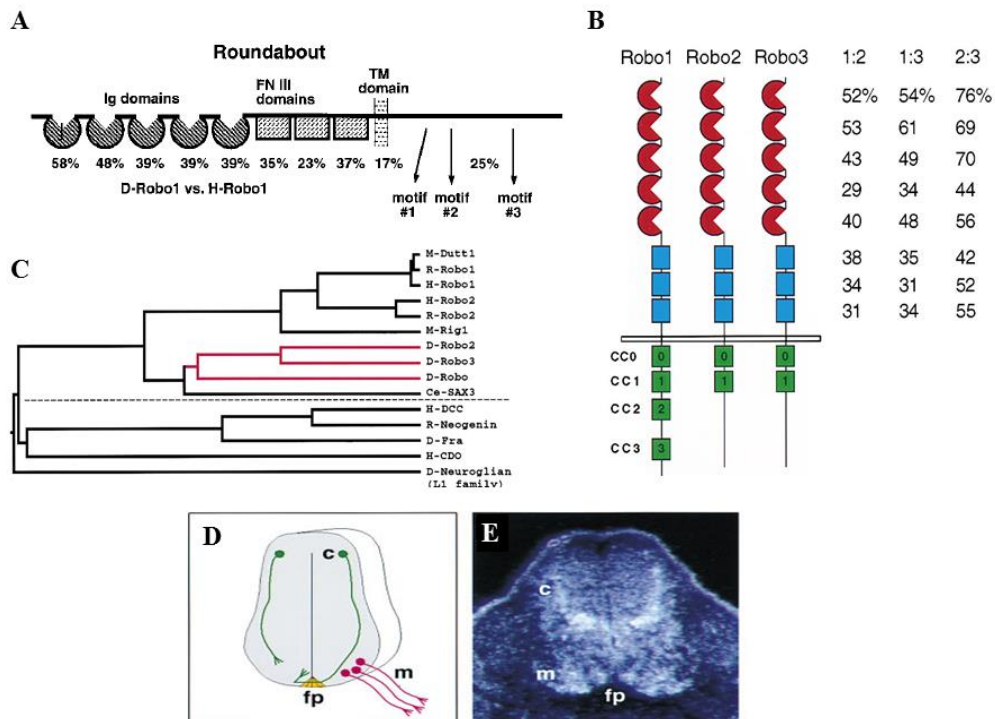 A
Roundabout
Ig domains
FN III
domains
TM
domain
58% 48% 39% 39% 39% 35% 23% 37% 17% 25%
D-Robo1 vs. H-Robo1
motif
#1
motif
#2
motif
#3
B
Robo1 Robo2 Robo3 1:2 1:3 2:3
52% 54% 76%
53 61 69
43 49 70
29 34 44
40 48 56
38 35 42
34 31 52
31 34 55
CC0 0 0 0
CC1 1 1 1
CC2 2
CC3 3
C
M-Dutt1
R-Robo1
H-Robo1
H-Robo2
R-Robo2
M-Rig1
D-Robo2
D-Robo3
D-Robo
Ce-SAX3
H-DCC
R-Neogenin
D-Fra
H-CDO
D-Neuroglian
(L1 family)
D
c
m
fp
E
c
m
fp